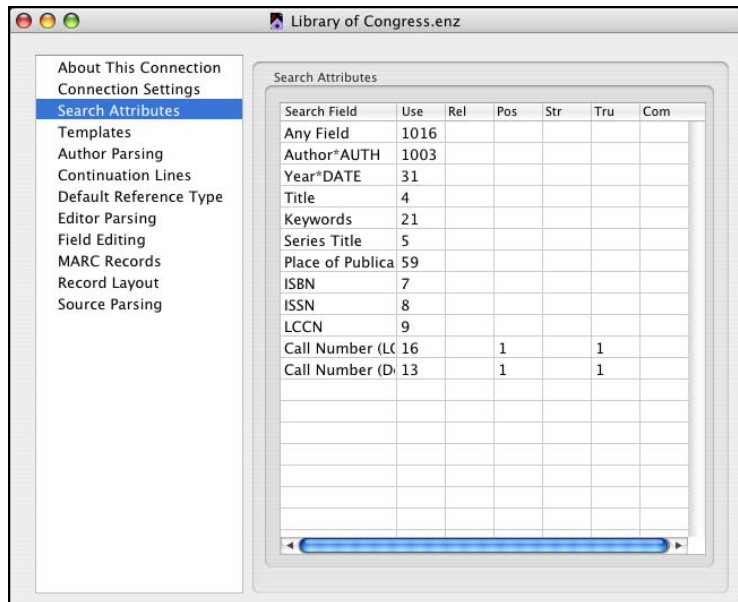 Library of Congress.enz
About This Connection
Connection Settings
Search Attributes
Templates
Author Parsing
Continuation Lines
Default Reference Type
Editor Parsing
Field Editing
MARC Records
Record Layout
Source Parsing
Search Attributes
Search Field Use Rel Pos Str Tru Com
Any Field 1016
Author*AUTH 1003
Year*DATE 31
Title 4
Keywords 21
Series Title 5
Place of Publica 59
ISBN 7
ISSN 8
LCCN 9
Call Number (LC 16 1 1
Call Number (D 13 1 1